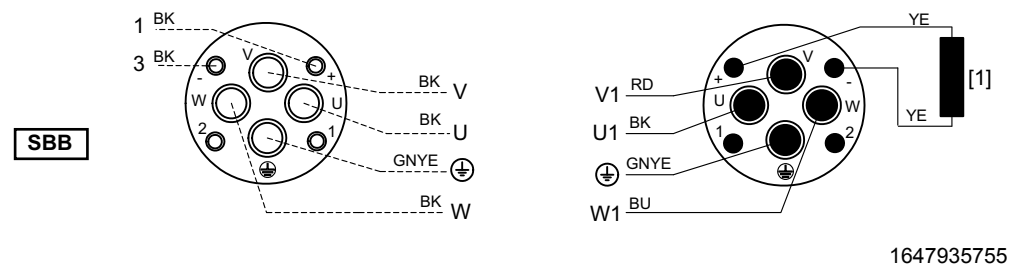 1 BK
3 BK
V
-
+
W
U
2
1
BK V
BK U
GNYE
BK W
SBB
YE
V
+
-
U
W
1
2
V1 RD
U1 BK
GNYE
W1 BU
YE
[1]
1647935755